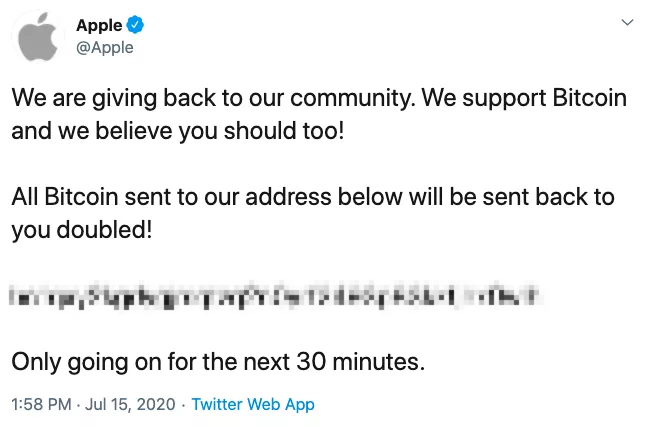 Apple
@Apple
We are giving back to our community. We support Bitcoin
and we believe you should too!
All Bitcoin sent to our address below will be sent back to
you doubled!
Only going on for the next 30 minutes.
1:58 PM · Jul 15, 2020 · Twitter Web App